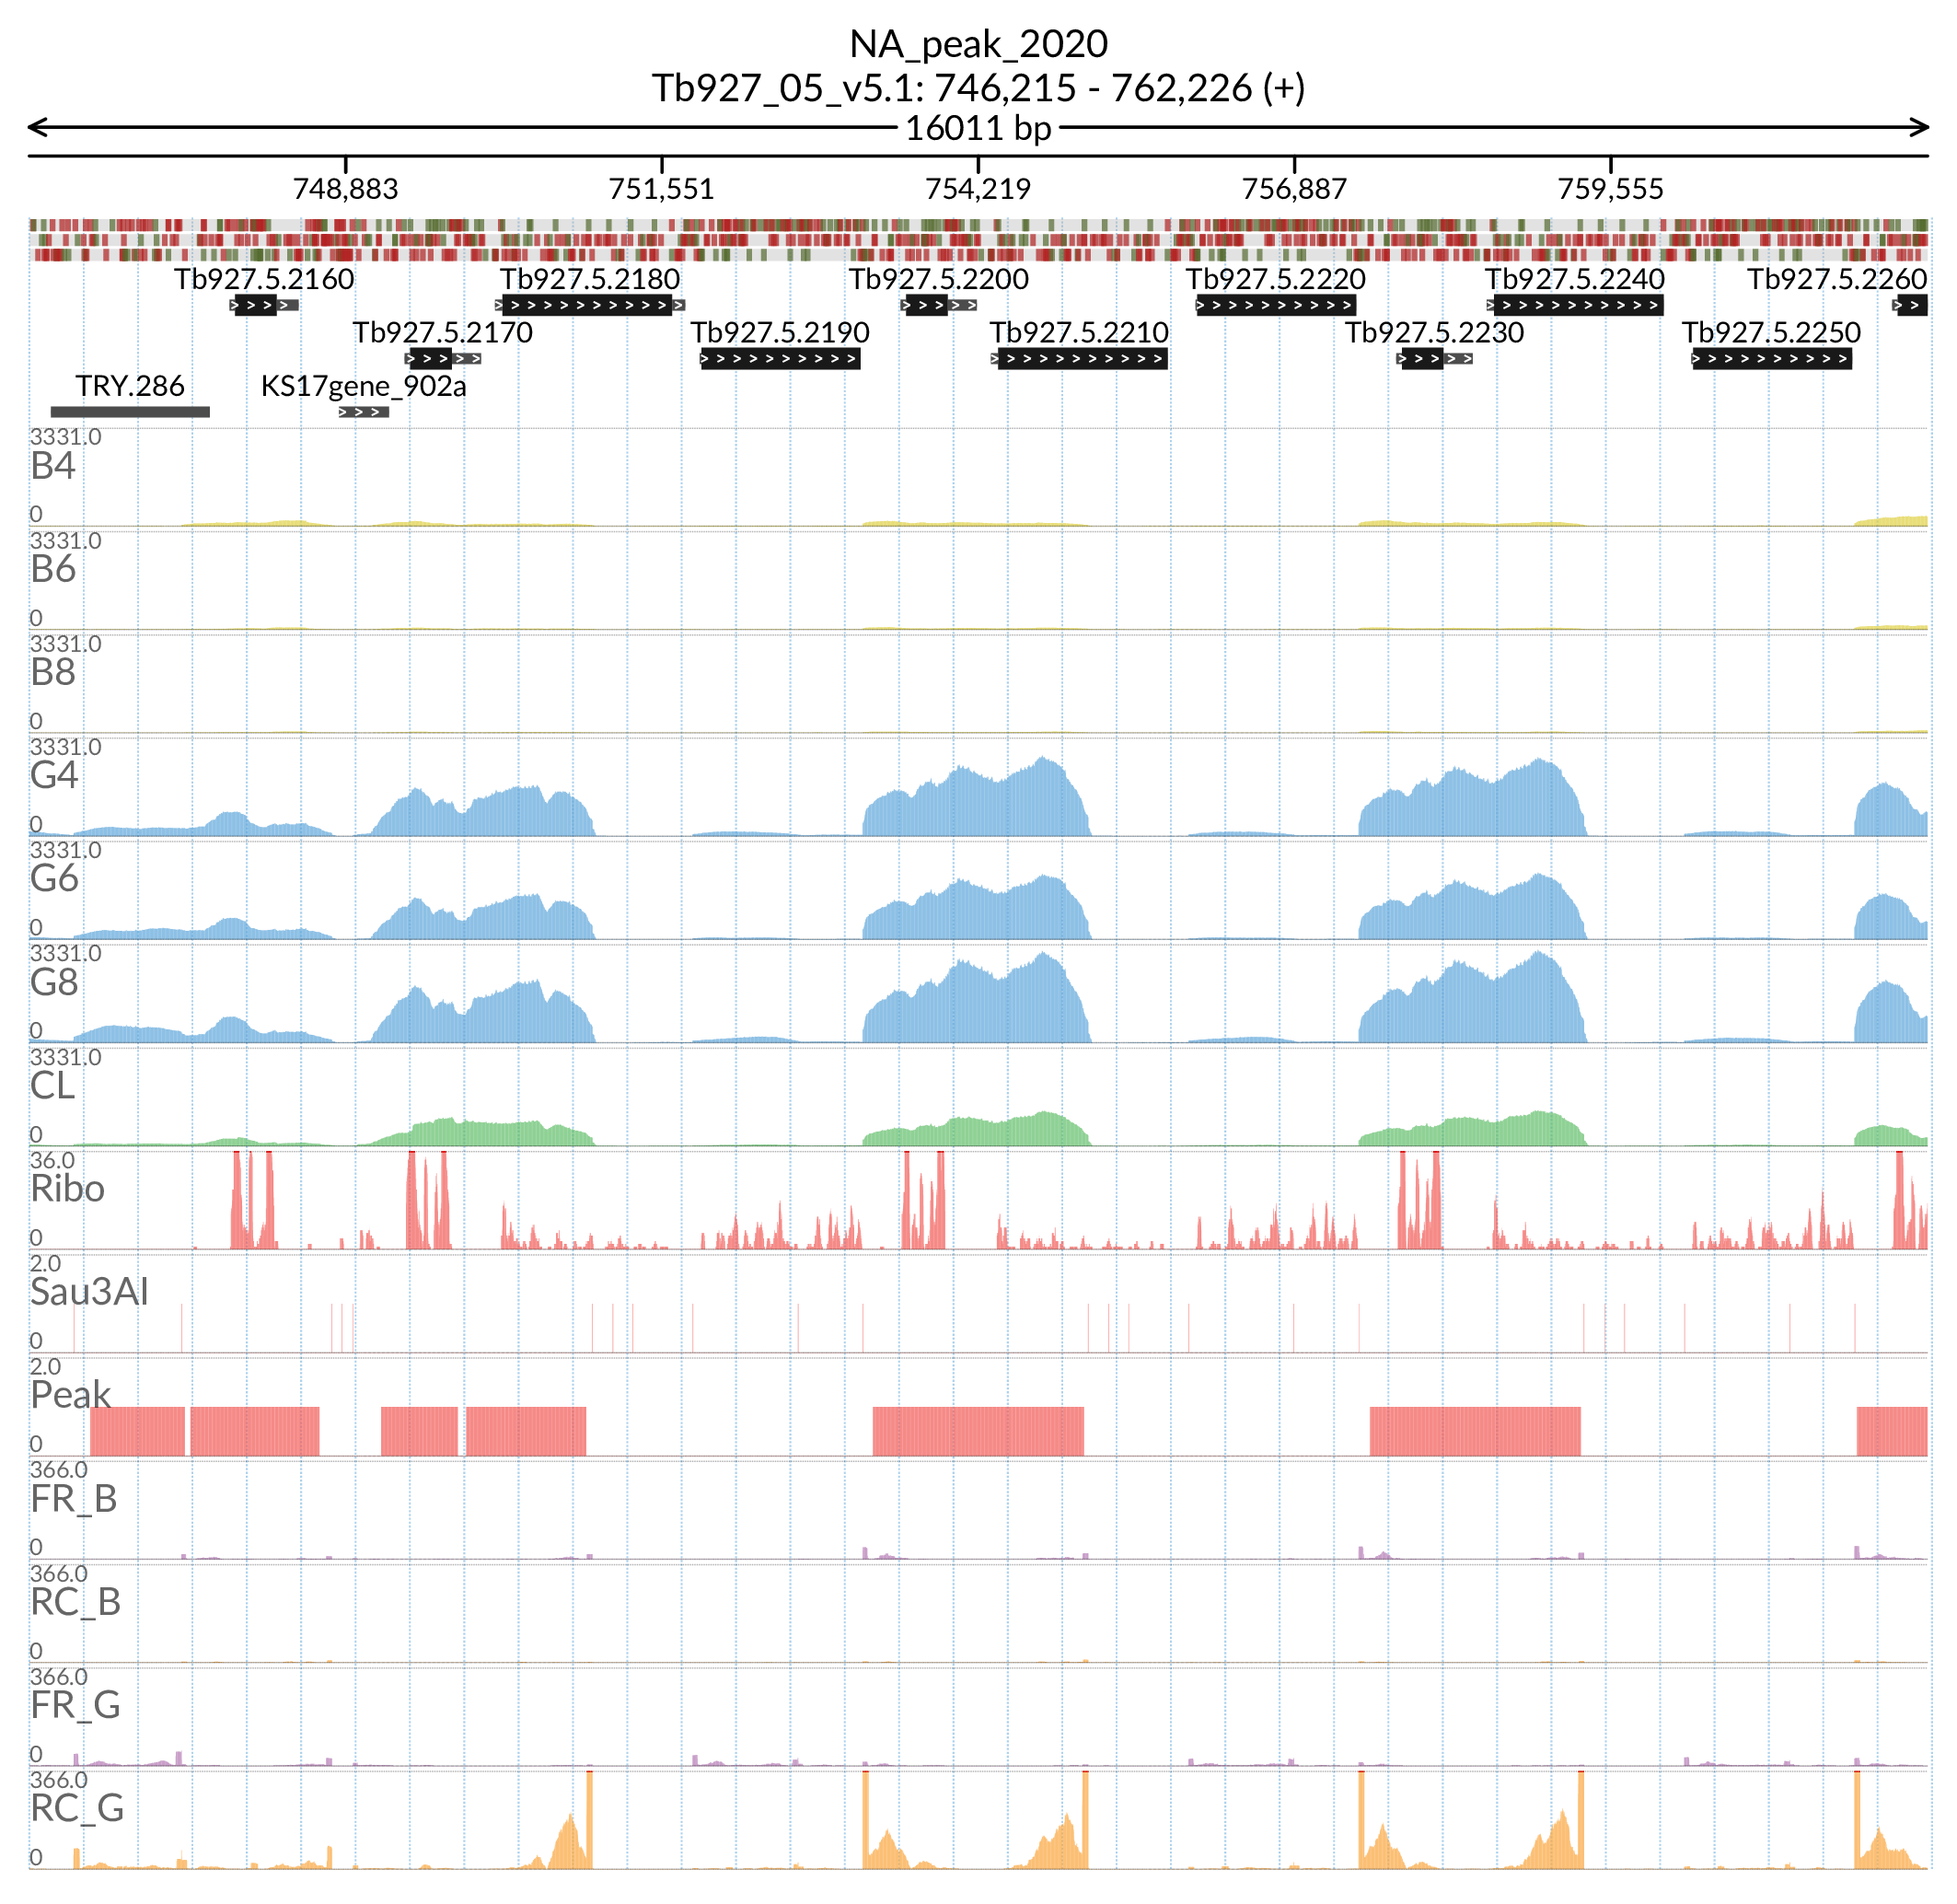 NA_peak_2020
Tb927_05_v5.1: 746,215 - 762,226 (+)
16011 bp
748,883 751,551 754,219 756,887 759,555
Tb927.5.2160 Tb927.5.2180 Tb927.5.2200 Tb927.5.2220 Tb927.5.2240 Tb927.5.2260
Tb927.5.2170 Tb927.5.2190 Tb927.5.2210 Tb927.5.2230 Tb927.5.2250
TRY.286 KS17gene_902a
3331.0
B4
0
3331.0
B6
0
3331.0
B8
0
3331.0
G4
0
3331.0
G6
0
3331.0
G8
0
3331.0
CL
0
36.0
Ribo
0
2.0
Sau3AI
0
2.0
Peak
0
366.0
FR_B
0
366.0
RC_B
0
366.0
FR_G
0
366.0
RC_G
0